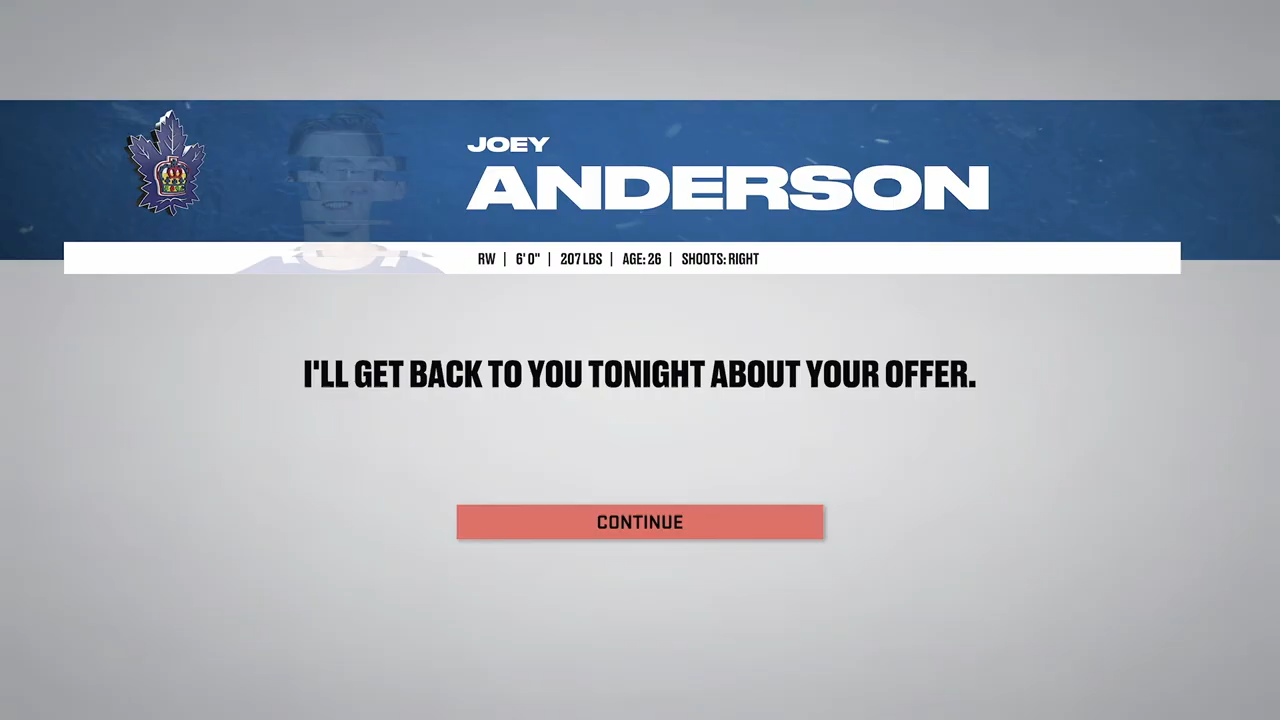 JOEY
ANDERSON
RW | 6' 0" | 207 LBS | AGE: 26 | SHOOTS: RIGHT
I'LL GET BACK TO YOU TONIGHT ABOUT YOUR OFFER.
CONTINUE